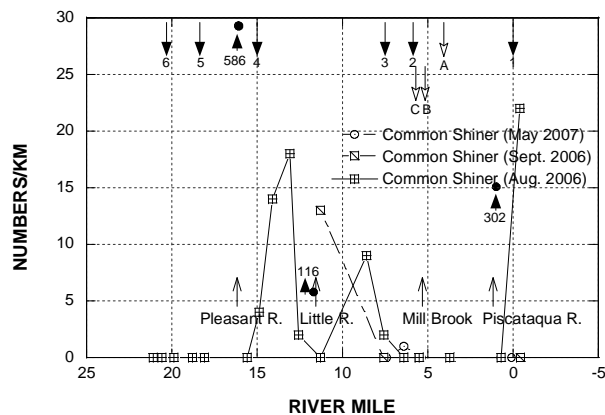 30
25
20
15
10
5
0
NUMBERS/KM
6 5 586 4 3 2 A 1
C B
Common Shiner (May 2007)
Common Shiner (Sept. 2006)
Common Shiner (Aug. 2006)
302
116
Pleasant R. Little R. Mill Brook Piscataqua R.
25 20 15 10 5 0 -5
RIVER MILE